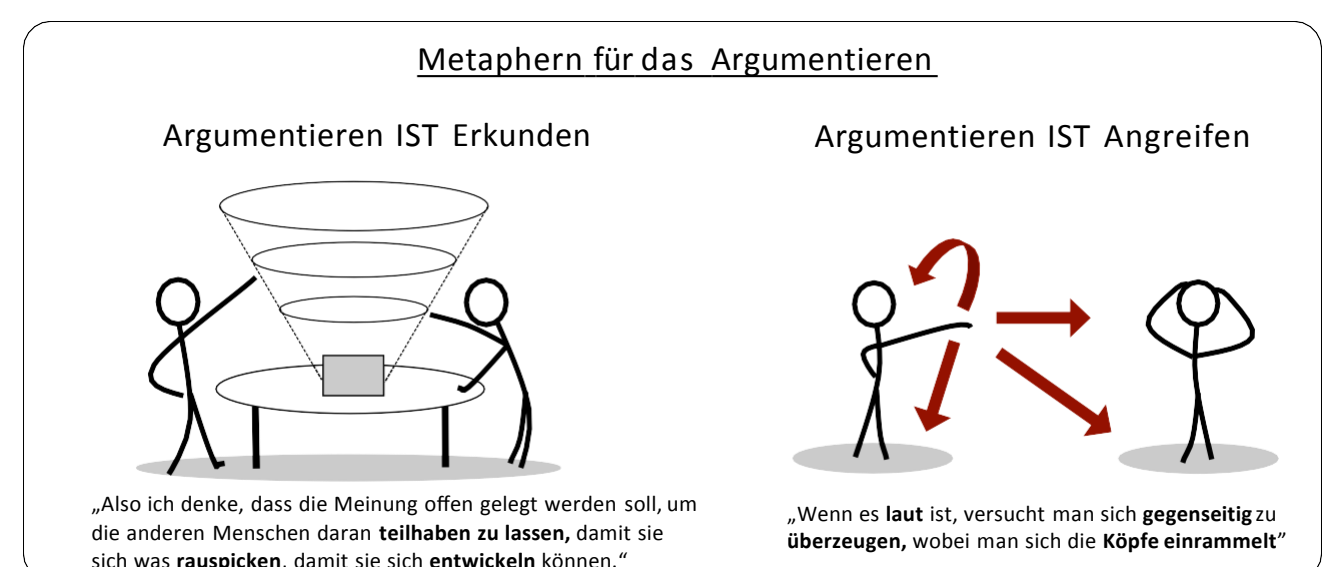 Metaphern für das Argumentieren
Argumentieren IST Erkunden
Argumentieren IST Angreifen
„Also ich denke, dass die Meinung offen gelegt werden soll, um
die anderen Menschen daran teilhaben zu lassen, damit sie
sich was rauspicken, damit sie sich entwickeln können.“
„Wenn es laut ist, versucht man sich gegenseitig zu
überzeugen, wobei man sich die Köpfe einrammelt”